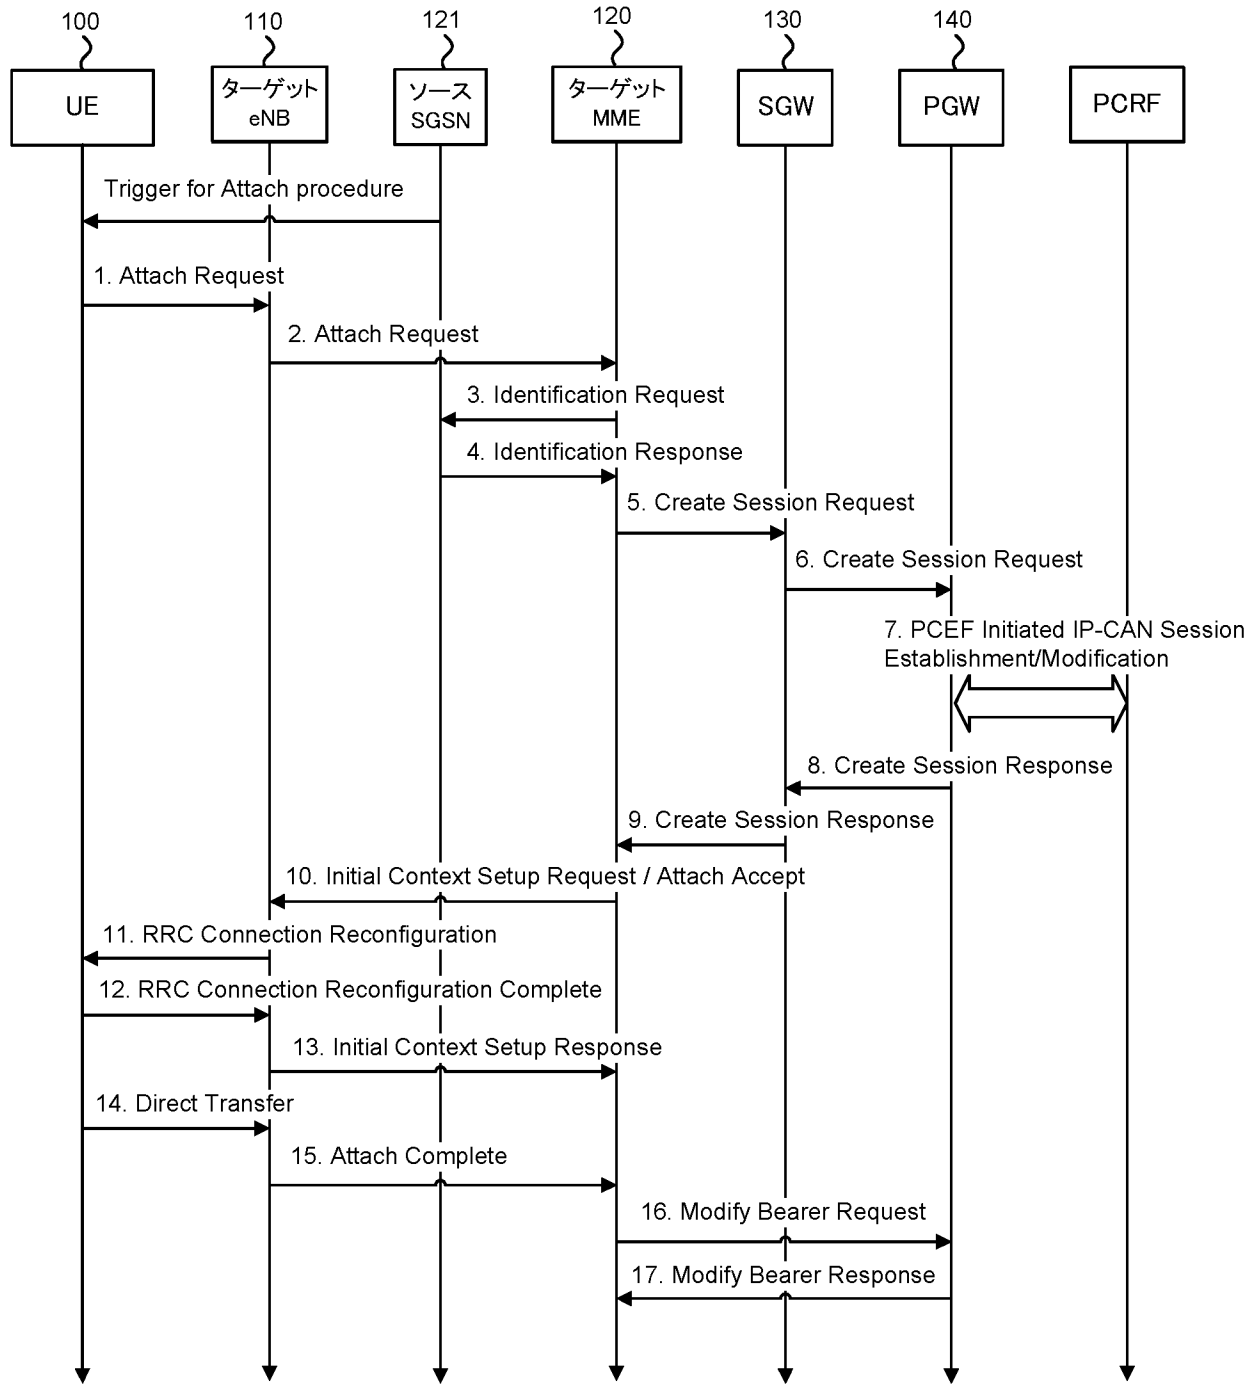 100
110
121
120
130
140
UE
ターゲット
eNB
ソース
SGSN
ターゲット
MME
SGW
PGW
PCRF
Trigger for Attach procedure
1. Attach Request
2. Attach Request
3. Identification Request
4. Identification Response
5. Create Session Request
6. Create Session Request
7. PCEF Initiated IP-CAN Session
Establishment/Modification
8. Create Session Response
9. Create Session Response
10. Initial Context Setup Request / Attach Accept
11. RRC Connection Reconfiguration
12. RRC Connection Reconfiguration Complete
13. Initial Context Setup Response
14. Direct Transfer
15. Attach Complete
16. Modify Bearer Request
17. Modify Bearer Response